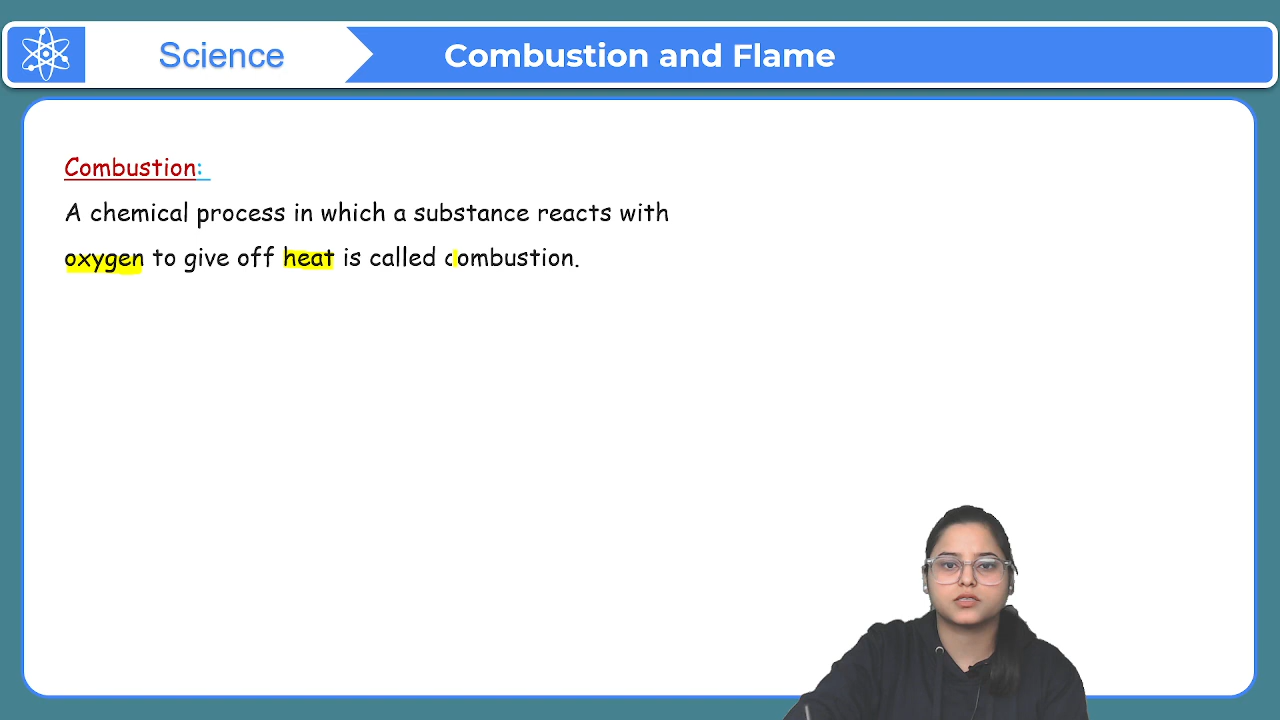 Science
Combustion and Flame
Combustion:
A chemical process in which a substance reacts with
oxygen to give off heat is called combustion.